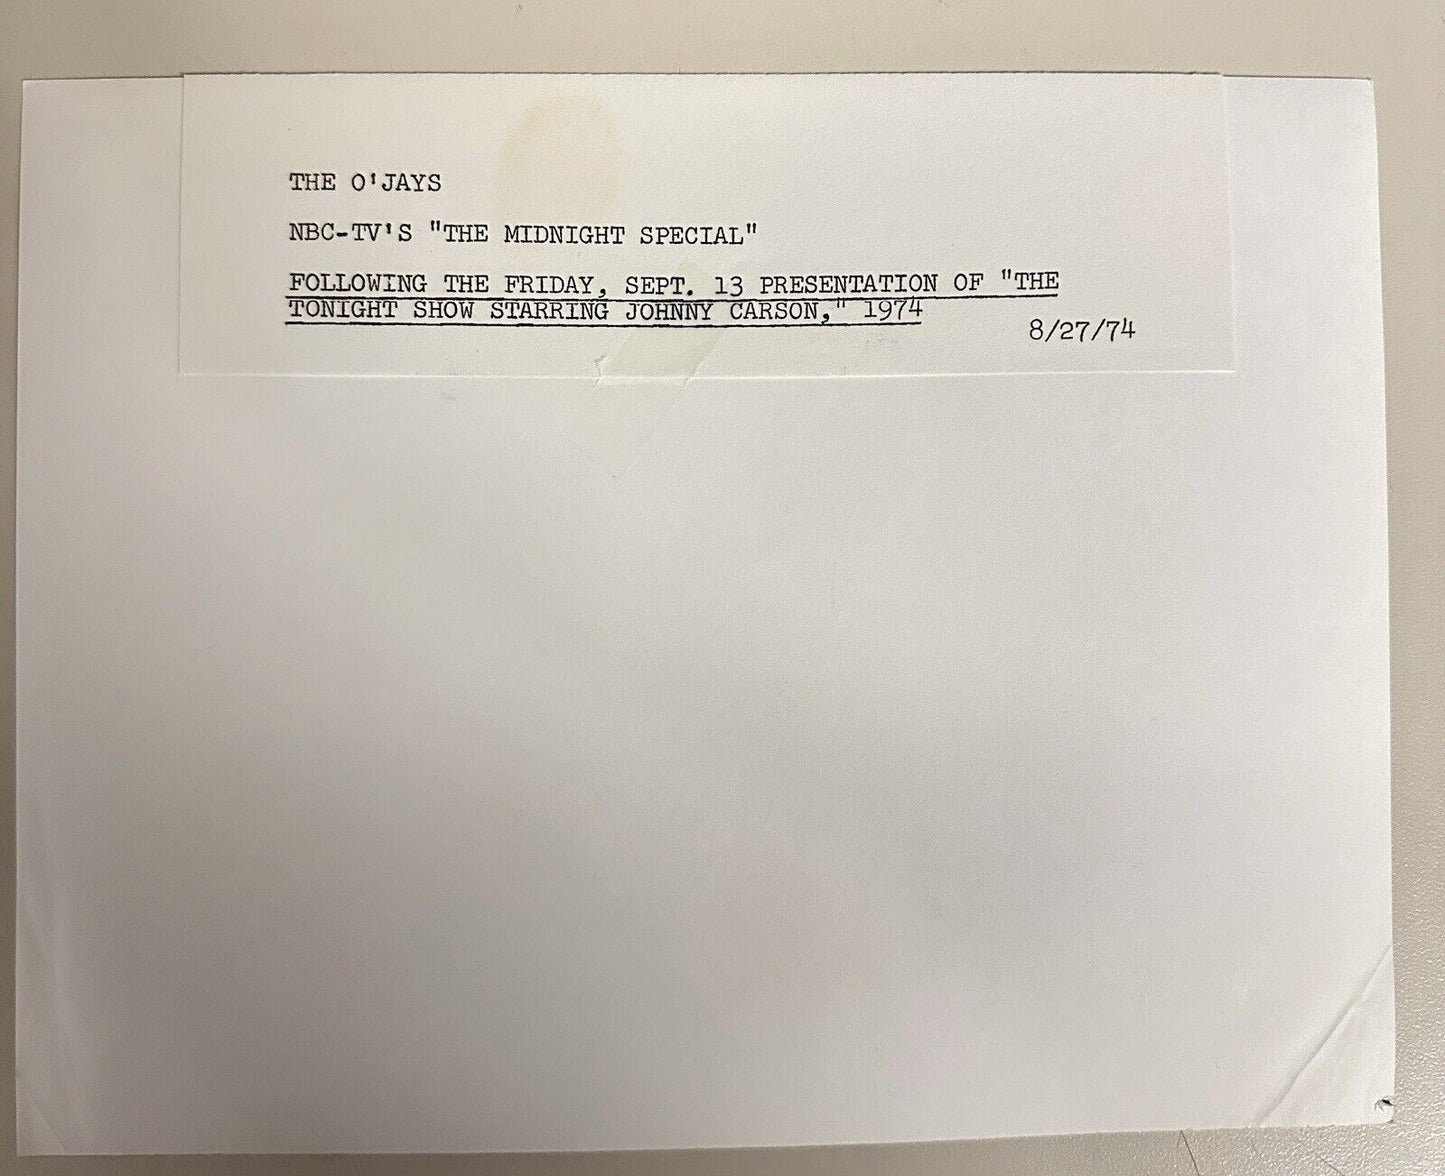 THE O'JAYS
NBC-TV'S "THE MIDNIGHT SPECIAL"
FOLLOWING THE FRIDAY, SEPT. 13 PRESENTATION OF "THE
TONIGHT SHOW STARRING JOHNNY CARSON," 1974
8/27/74